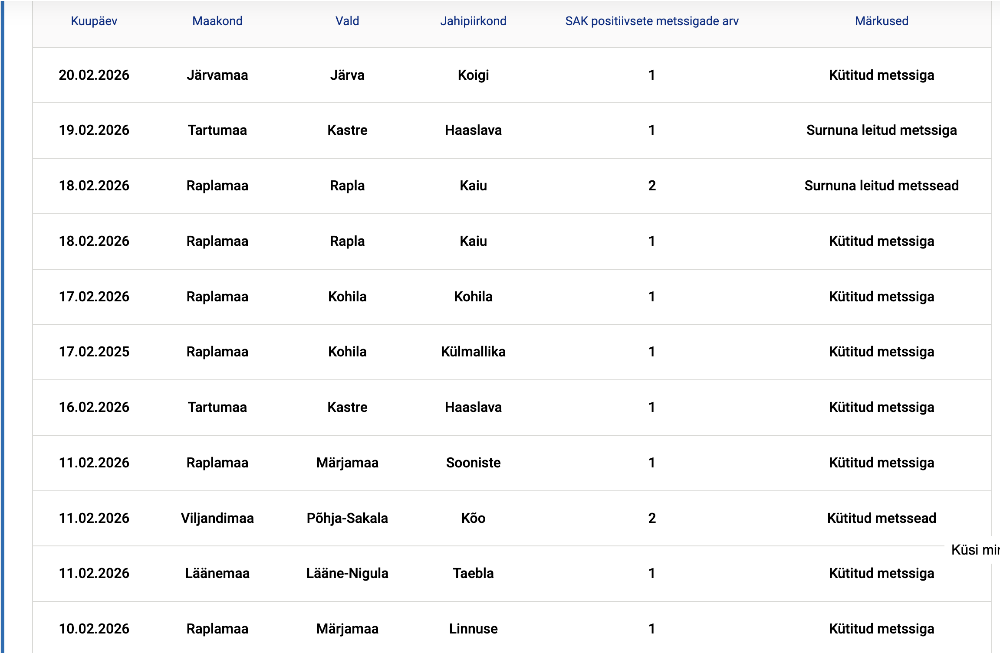 Kuupäev Maakond Vald Jahipiirkond SAK positiivsete metssigade arv Märkused
20.02.2026 Järvamaa Järva Koigi 1 Kütitud metssiga
19.02.2026 Tartumaa Kastre Haaslava 1 Surnuna leitud metssiga
18.02.2026 Raplamaa Rapla Kaiu 2 Surnuna leitud metssead
18.02.2026 Raplamaa Rapla Kaiu 1 Kütitud metssiga
17.02.2026 Raplamaa Kohila Kohila 1 Kütitud metssiga
17.02.2025 Raplamaa Kohila Külmallika 1 Kütitud metssiga
16.02.2026 Tartumaa Kastre Haaslava 1 Kütitud metssiga
11.02.2026 Raplamaa Märjamaa Sooniste 1 Kütitud metssiga
11.02.2026 Viljandimaa Põhja-Sakala Kõo 2 Kütitud metssead
Küsi
11.02.2026 Läänemaa Lääne-Nigula Taebla 1 Kütitud metssiga
10.02.2026 Raplamaa Märjamaa Linnuse 1 Kütitud metssiga